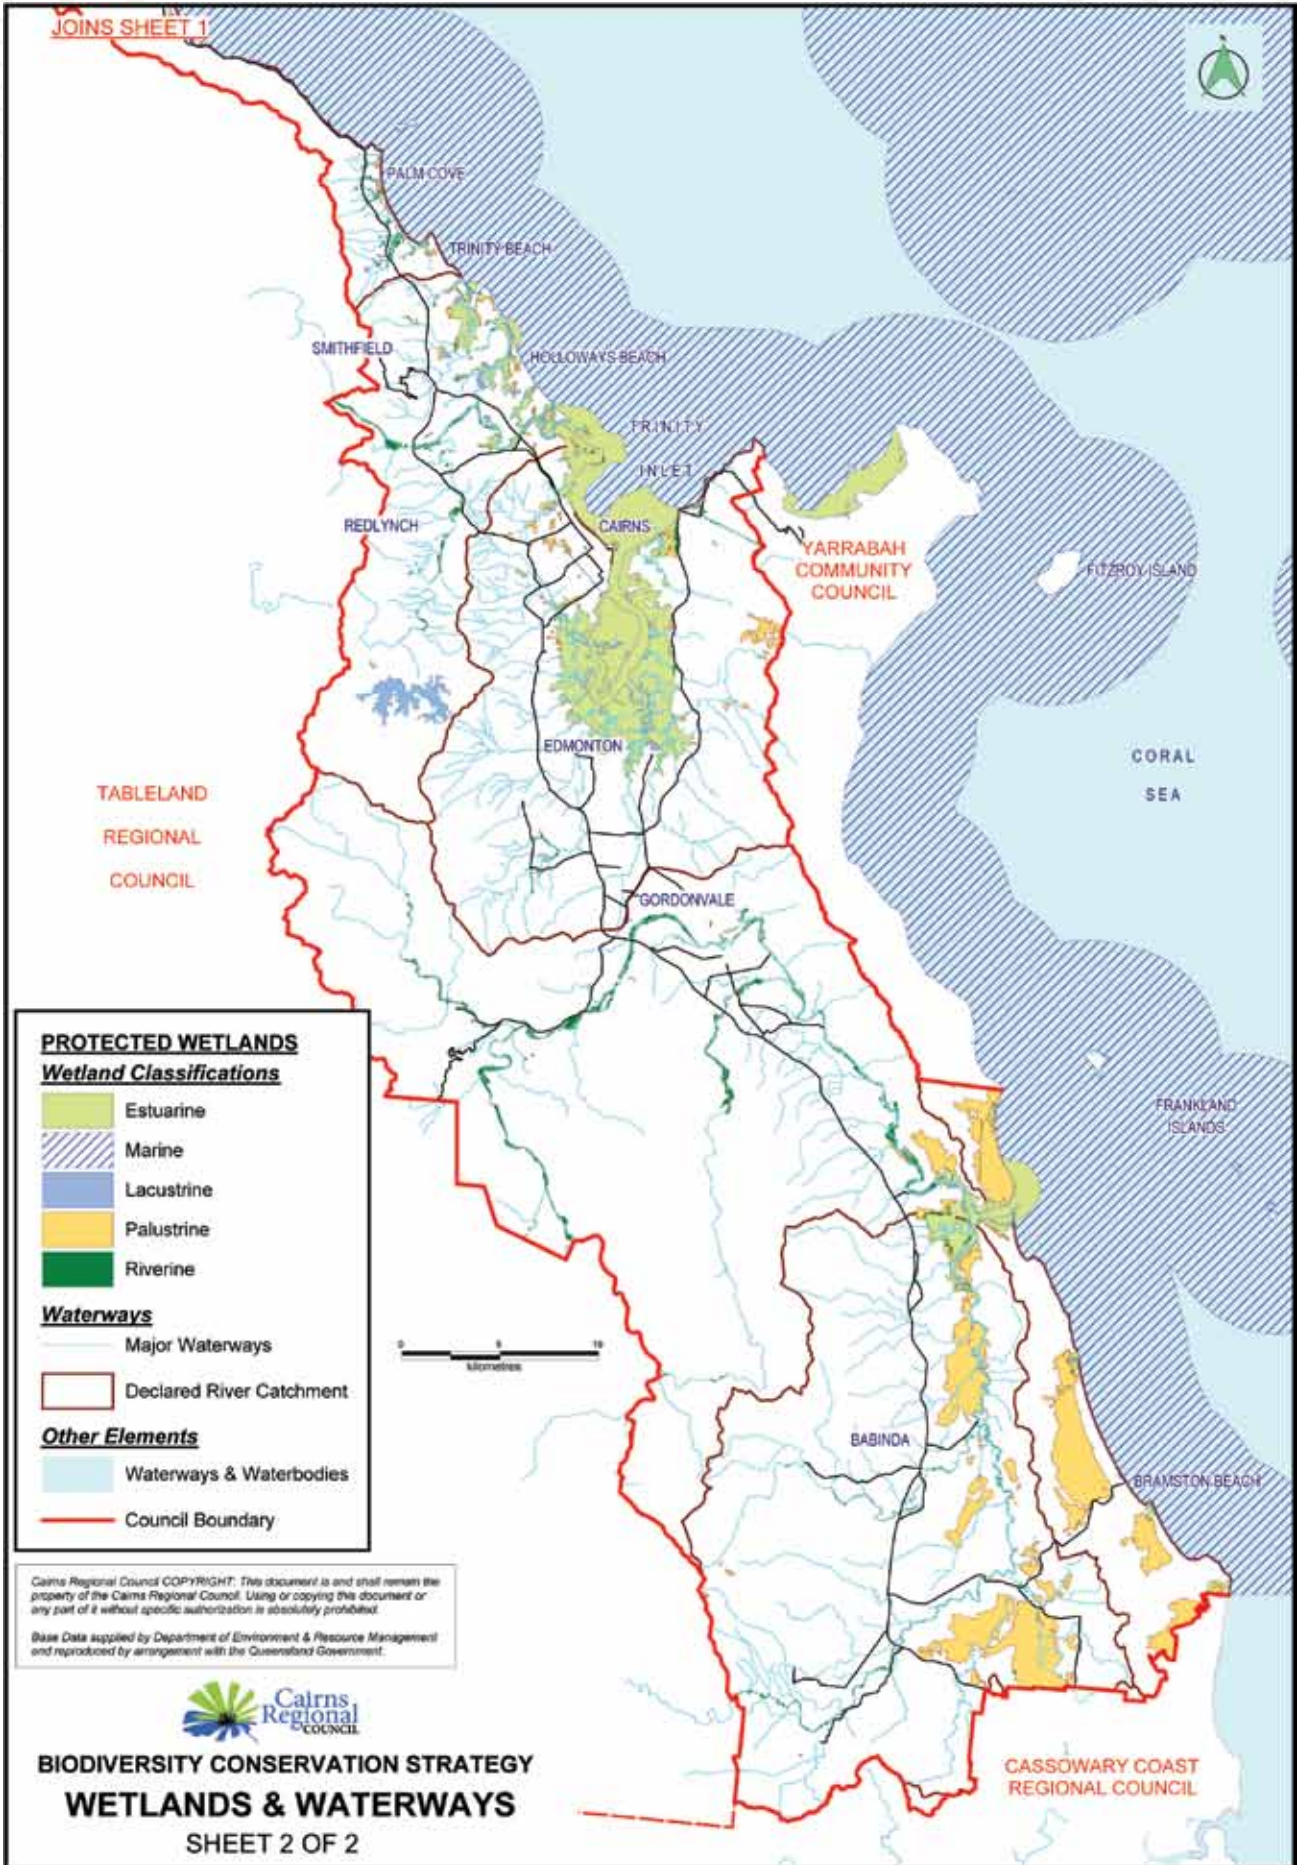 JOINS SHEET 1
N
PALM COVE
TRINITY BEACH
SMITHFIELD
HOLLOWAYS BEACH
TRINITY
INLET
REDLYNCH
CAIRNS
YARRABAH
COMMUNITY
COUNCIL
FITZROY ISLAND
EDMONTON
CORAL
SEA
TABLELAND
REGIONAL
COUNCIL
GORDONVALE
FRANKLAND
ISLANDS
BABINDA
BRAMSTON BEACH
PROTECTED WETLANDS
Wetland Classifications
Estuarine
Marine
Lacustrine
Palustrine
Riverine
Waterways
Major Waterways
Declared River Catchment
Other Elements
Waterways & Waterbodies
Council Boundary
0 5 10
kilometres
Cairns Regional Council COPYRIGHT: This document is and shall remain the
property of the Cairns Regional Council. Using or copying this document or
any part of it without specific authorization is absolutely prohibited.
Base Data supplied by Department of Environment & Resource Management
and reproduced by arrangement with the Queensland Government.
Cairns
Regional
COUNCIL
BIODIVERSITY CONSERVATION STRATEGY
WETLANDS & WATERWAYS
SHEET 2 OF 2
CASSOWARY COAST
REGIONAL COUNCIL